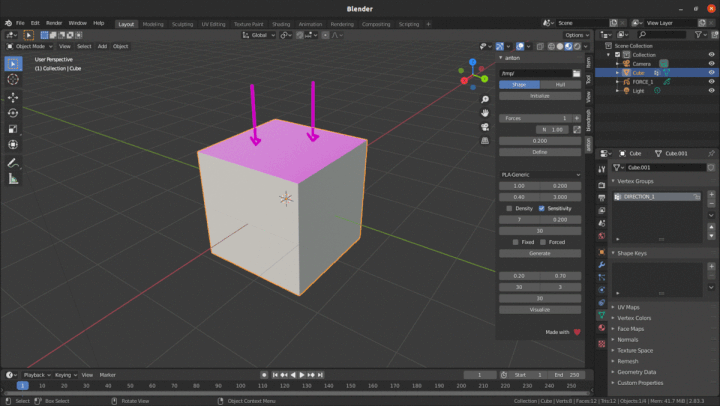 Blender
File Edit Render Window Help Layout Modeling Sculpting UV Editing Texture Paint Shading Animation Rendering Compositing Scripting + Scene View Layer
Object Mode View Select Add Object Global Options
User Perspective
(1) Collection | Cube
anton
/tmp/
Hull
Initialize
Forces 1 +
N 1.00
0.200
Define
PLA-Generic
1.00 0.200
0.40 3.000
Density Sensitivity
7 0.200
30
Fixed Forced
Generate
0.20 0.70
30 3
30
Visualize
Made with
Item
Tool
View
anton
Scene Collection
Collection
Camera
Cube
FORCE_1
Light
Cube Cube.001
Cube.001
Vertex Groups
DIRECTION_1
Shape Keys
UV Maps
Vertex Colors
Face Maps
Normals
Texture Space
Remesh
Geometry Data
Custom Properties
Playback Keying View Marker 1 Start 1 End 250
1 10 20 30 40 50 60 70 80 90 100 110 120 130 140 150 160 170 180 190 200 210 220 230 240 250
Select Box Select Rotate View Object Context Menu Collection | Cube | Verts:8 | Faces:12 | Tris:12 | Objects:1/4 | Mem: 41.7 MiB | 2.83.3